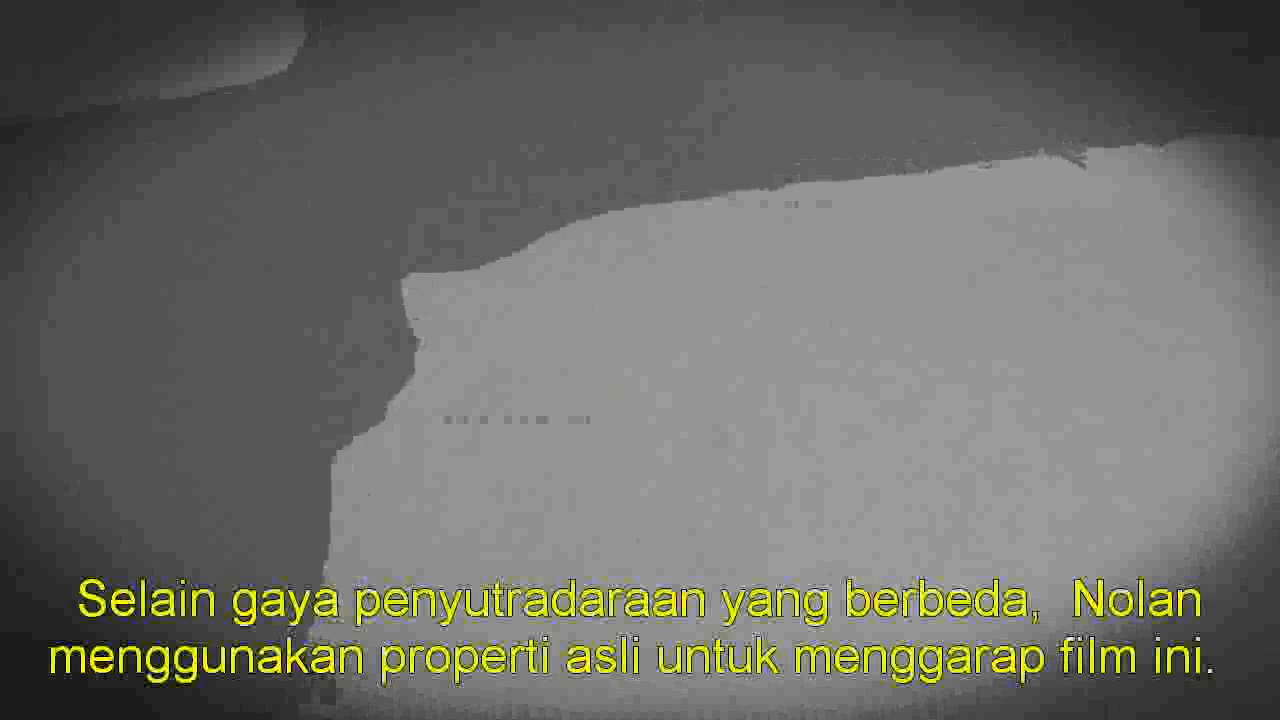 Selain gaya penyutradaraan yang berbeda, Nolan
menggunakan properti asli untuk menggarap film ini.